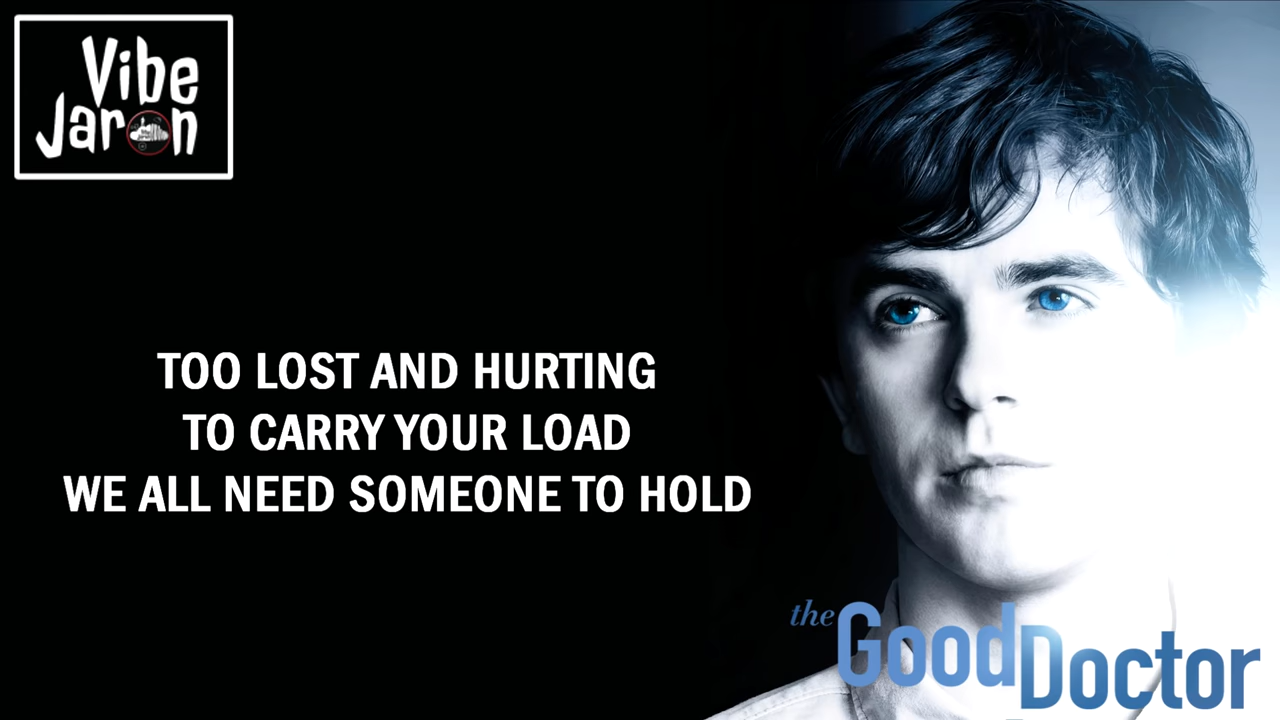 Vibe
Jaron
TOO LOST AND HURTING
TO CARRY YOUR LOAD
WE ALL NEED SOMEONE TO HOLD
the Good Doctor